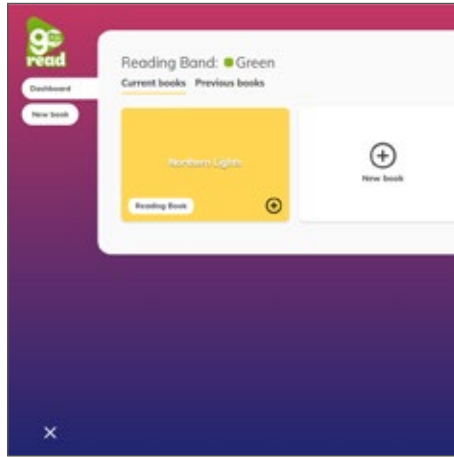 go
read
Dashboard
New book
Reading Band: Green
Current books Previous books
Northern Lights
Reading Book
New book